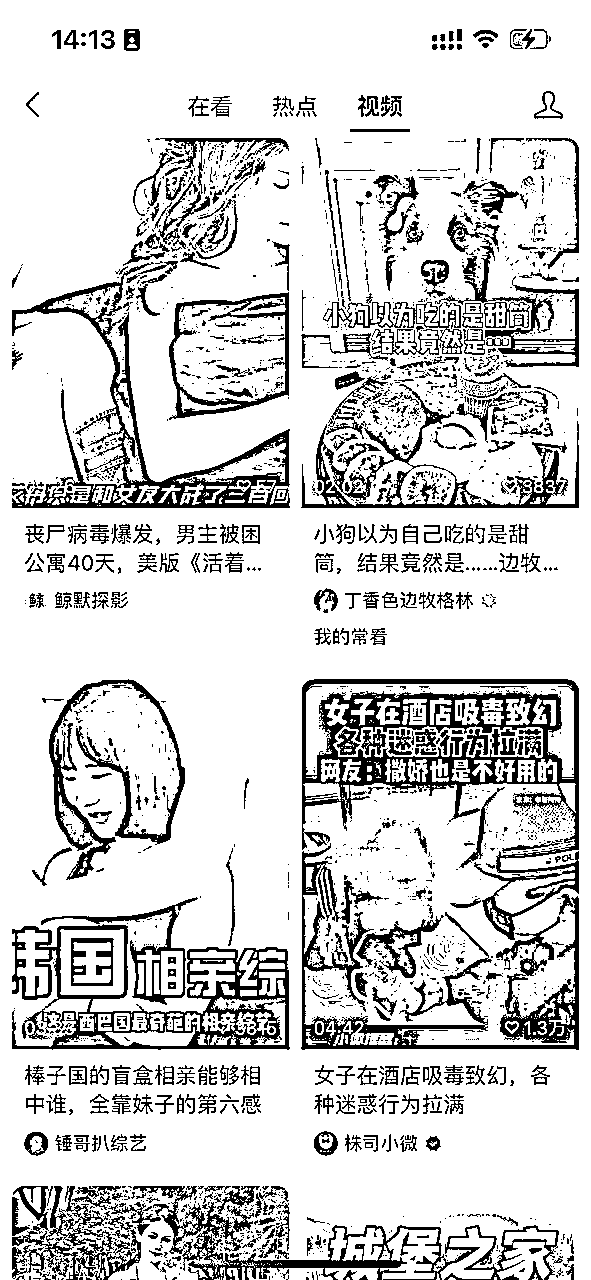 14:13
在看 热点 视频
小狗以为吃的是甜筒
结果竟然是…
02:02 3837
丧尸病毒爆发，男主被困
公寓40天，美版《活着...
鲸默探影
小狗以为自己吃的是甜
筒，结果竟然是......边牧...
丁香色边牧格林
我的常看
韩国 相亲综
女子在酒店吸毒致幻
各种迷惑行为拉满
网友：撒娇也是不好用的
POL
04:42 1.3万
棒子国的盲盒相亲能够相
中谁，全靠妹子的第六感
锤哥扒综艺
女子在酒店吸毒致幻，各
种迷惑行为拉满
株司小微
城堡之家